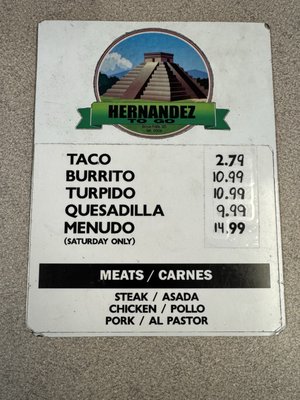 HERNANDEZ
TO GO
TACO 2.79
BURRITO 10.99
TURPIDO 10.99
QUESADILLA 9.99
MENUDO 14.99
(SATURDAY ONLY)
MEATS / CARNES
STEAK / ASADA
CHICKEN / POLLO
PORK / AL PASTOR